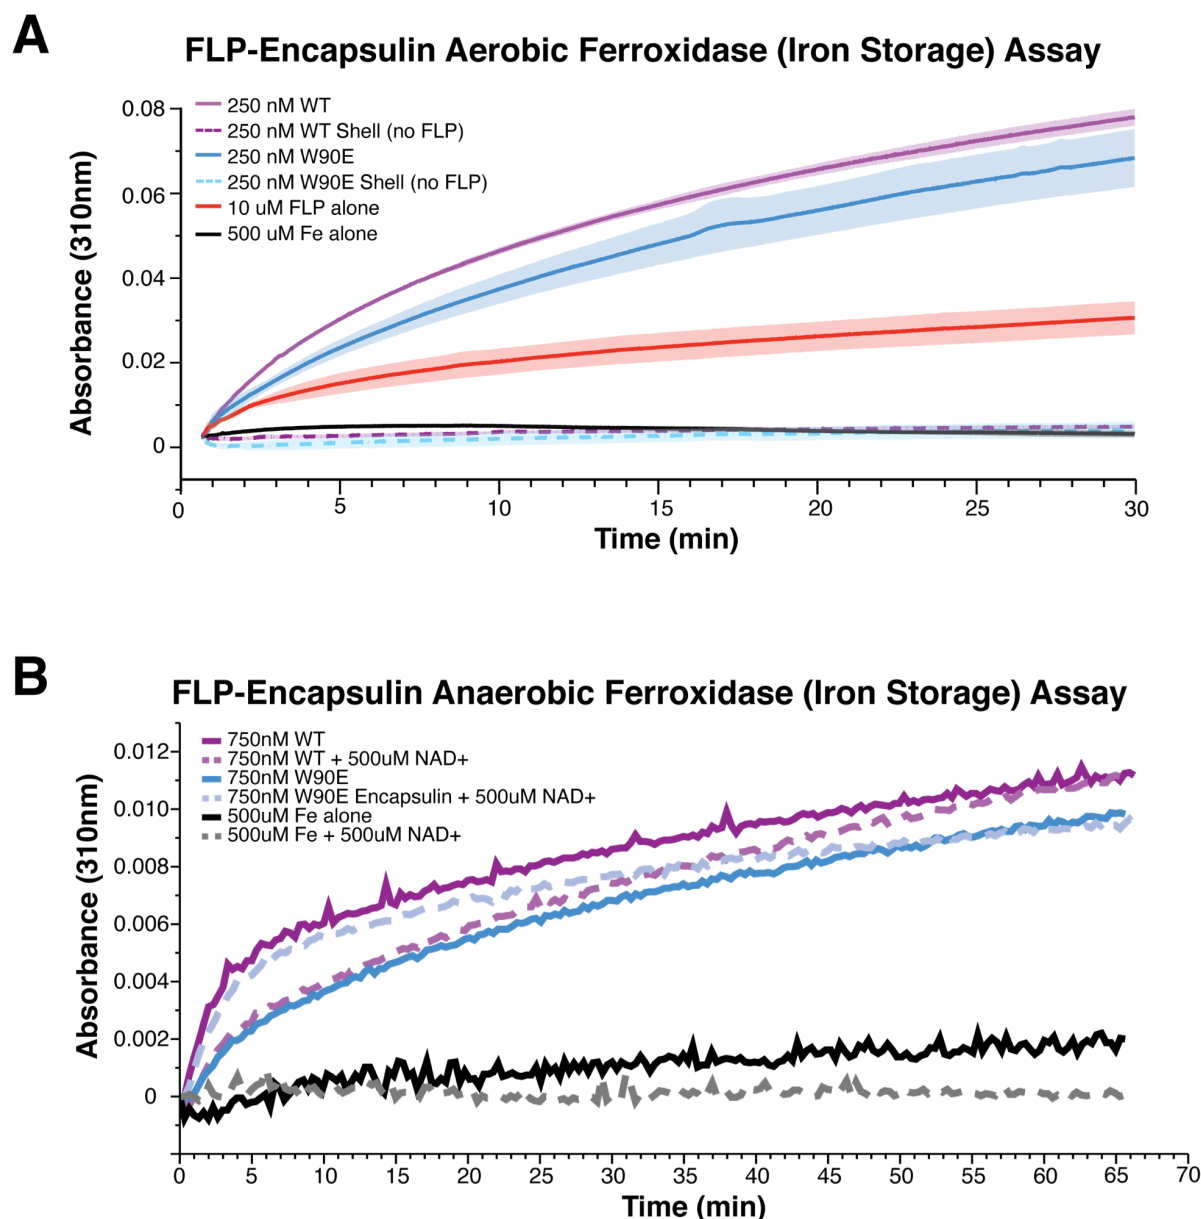 A
FLP-Encapsulin Aerobic Ferroxidase (Iron Storage) Assay
250 nM WT
250 nM WT Shell (no FLP)
250 nM W90E
250 nM W90E Shell (no FLP)
10 uM FLP alone
500 uM Fe alone
Absorbance (310nm)
0.08
0.06
0.04
0.02
0
0 5 10 15 20 25 30
Time (min)
B
FLP-Encapsulin Anaerobic Ferroxidase (Iron Storage) Assay
750nM WT
750nM WT + 500uM NAD+
750nM W90E
750nM W90E Encapsulin + 500uM NAD+
500uM Fe alone
500uM Fe + 500uM NAD+
Absorbance (310nm)
0.012
0.010
0.008
0.006
0.004
0.002
0
0 5 10 15 20 25 30 35 40 45 50 55 60 65 70
Time (min)